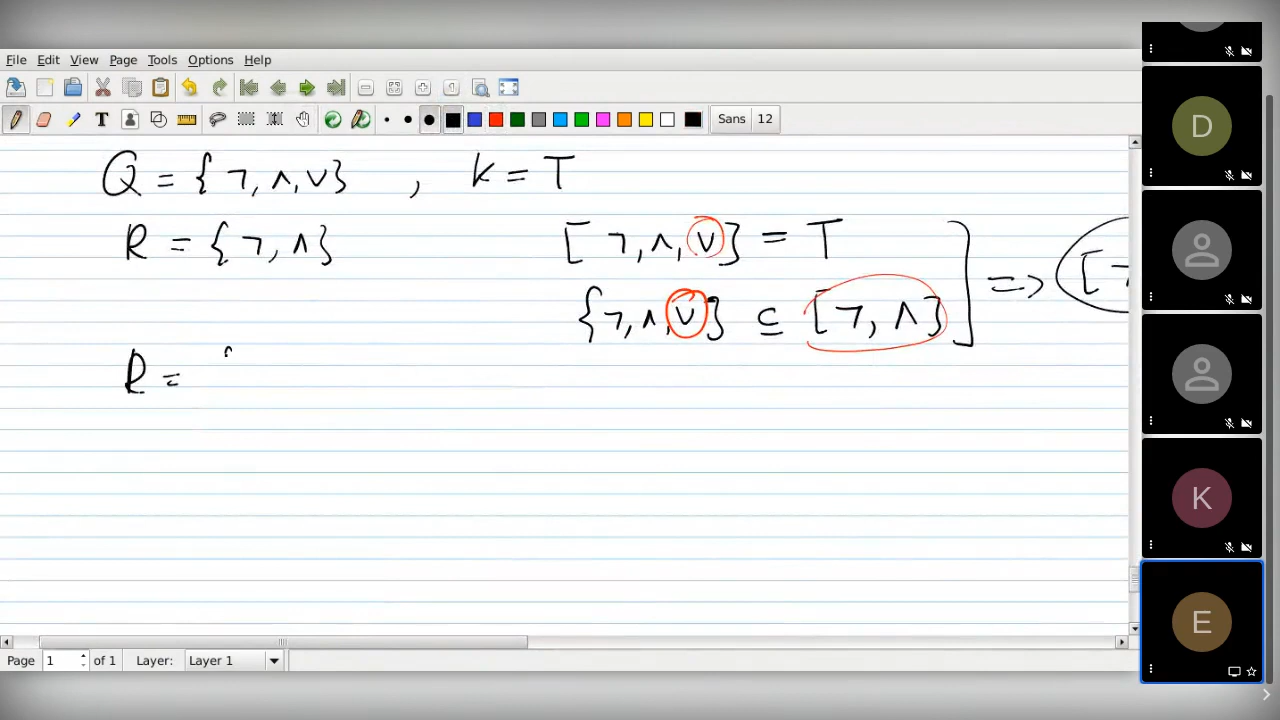 File Edit View Page Tools Options Help
Sans 12
Q = { ¬, ∧, ∨} , K = T
R = { ¬, ∧}
[ ¬, ∧, ∨] = T
{¬, ∧, ∨} ⊆ [¬, ∧] ] => [¬
R =
Page 1 of 1 Layer: Layer 1
D
K
E